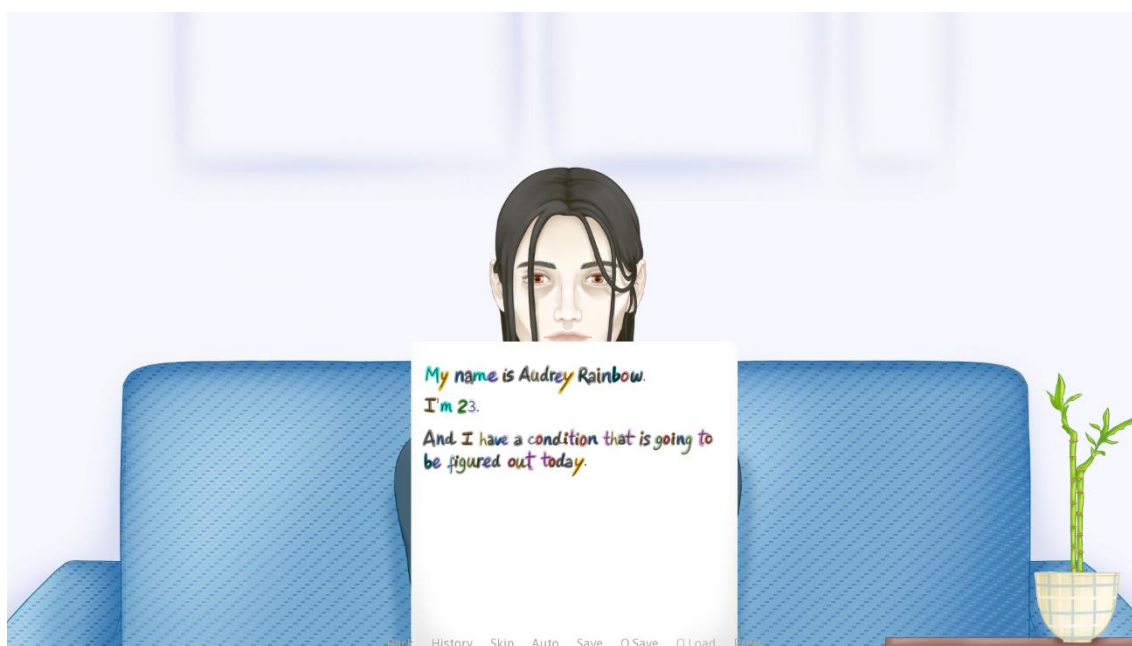 My name is Audrey Rainbow.
I'm 23.
And I have a condition that is going to
be figured out today.
History Skip Auto Save Q.Save Q.Load